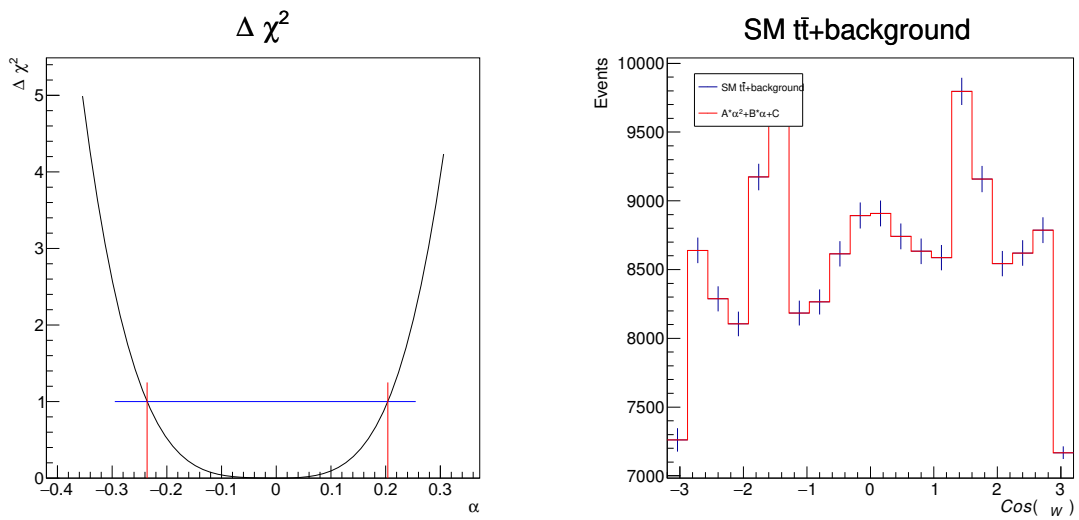 Δ χ²
Δ χ²
5
4
3
2
1
0
−0.4 −0.3 −0.2 −0.1 0 0.1 0.2 0.3
α
SM tt̄+background
Events
10000
9500
9000
8500
8000
7500
7000
SM tt̄+background
A*α²+B*α+C
−3 −2 −1 0 1 2 3
Cos( W )